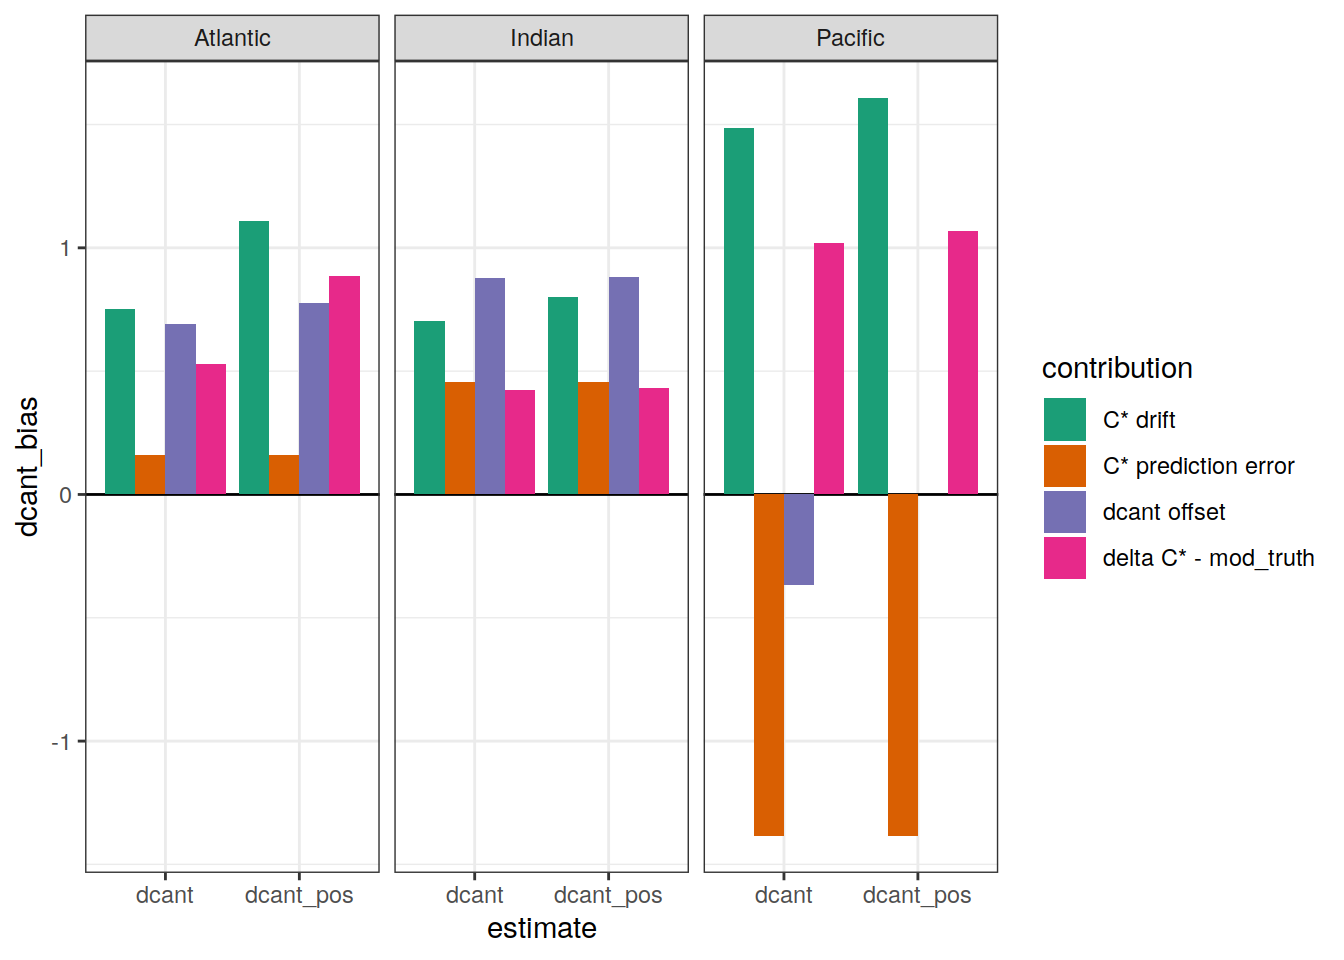 Atlantic
Indian
Pacific
dcant_bias
1
0
-1
dcant
dcant_pos
dcant
dcant_pos
dcant
dcant_pos
estimate
contribution
C* drift
C* prediction error
dcant offset
delta C* - mod_truth